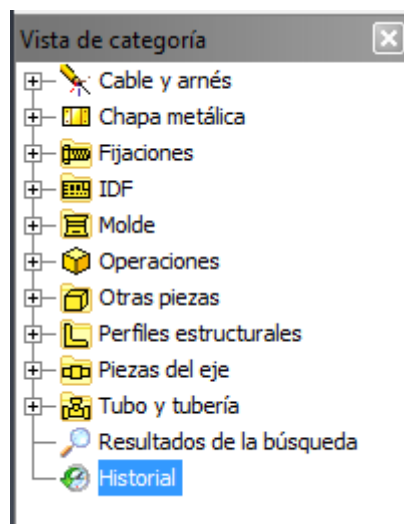 Vista de categoría
Cable y arnés
Chapa metálica
Fijaciones
IDF
Molde
Operaciones
Otras piezas
Perfiles estructurales
Piezas del eje
Tubo y tubería
Resultados de la búsqueda
Historial